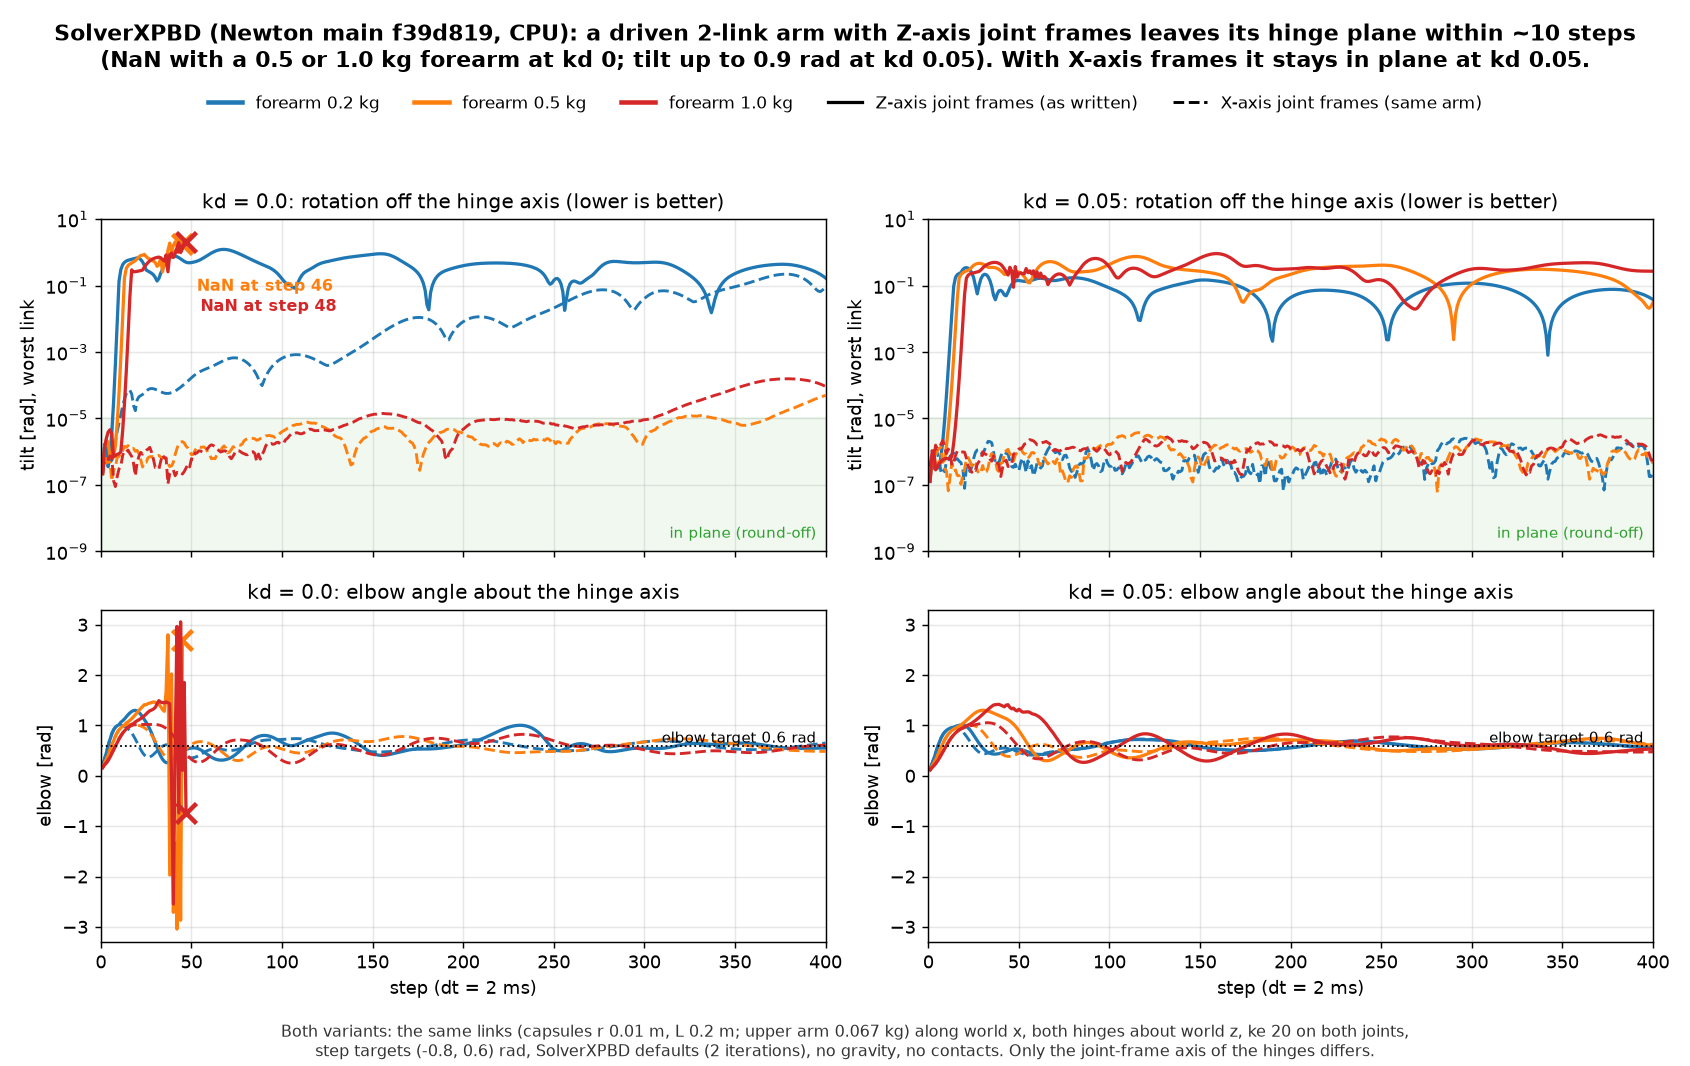 SolverXPBD (Newton main f39d819, CPU): a driven 2-link arm with Z-axis joint frames leaves its hinge plane within ~10 steps
(NaN with a 0.5 or 1.0 kg forearm at kd 0; tilt up to 0.9 rad at kd 0.05). With X-axis frames it stays in plane at kd 0.05.
forearm 0.2 kg forearm 0.5 kg forearm 1.0 kg Z-axis joint frames (as written) X-axis joint frames (same arm)
kd = 0.0: rotation off the hinge axis (lower is better)
tilt [rad], worst link
10¹
10⁻¹
10⁻³
10⁻⁵
10⁻⁷
10⁻⁹
NaN at step 46
NaN at step 48
in plane (round-off)
kd = 0.05: rotation off the hinge axis (lower is better)
tilt [rad], worst link
10¹
10⁻¹
10⁻³
10⁻⁵
10⁻⁷
10⁻⁹
in plane (round-off)
kd = 0.0: elbow angle about the hinge axis
elbow [rad]
3
2
1
0
−1
−2
−3
elbow target 0.6 rad
0 50 100 150 200 250 300 350 400
step (dt = 2 ms)
kd = 0.05: elbow angle about the hinge axis
elbow [rad]
3
2
1
0
−1
−2
−3
elbow target 0.6 rad
0 50 100 150 200 250 300 350 400
step (dt = 2 ms)
Both variants: the same links (capsules r 0.01 m, L 0.2 m; upper arm 0.067 kg) along world x, both hinges about world z, ke 20 on both joints,
step targets (-0.8, 0.6) rad, SolverXPBD defaults (2 iterations), no gravity, no contacts. Only the joint-frame axis of the hinges differs.